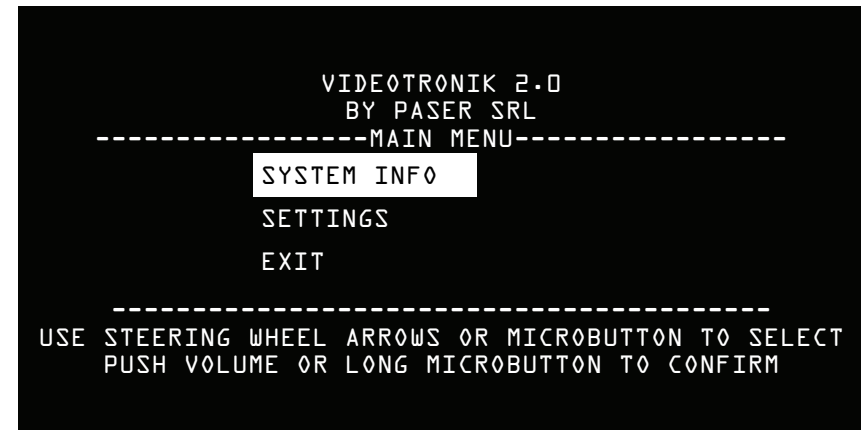 VIDEOTRONIK 2.0
BY PASER SRL
-----------------MAIN MENU-----------------
SYSTEM INFO
SETTINGS
EXIT
-----------------------------------------
USE STEERING WHEEL ARROWS OR MICROBUTTON TO SELECT
PUSH VOLUME OR LONG MICROBUTTON TO CONFIRM